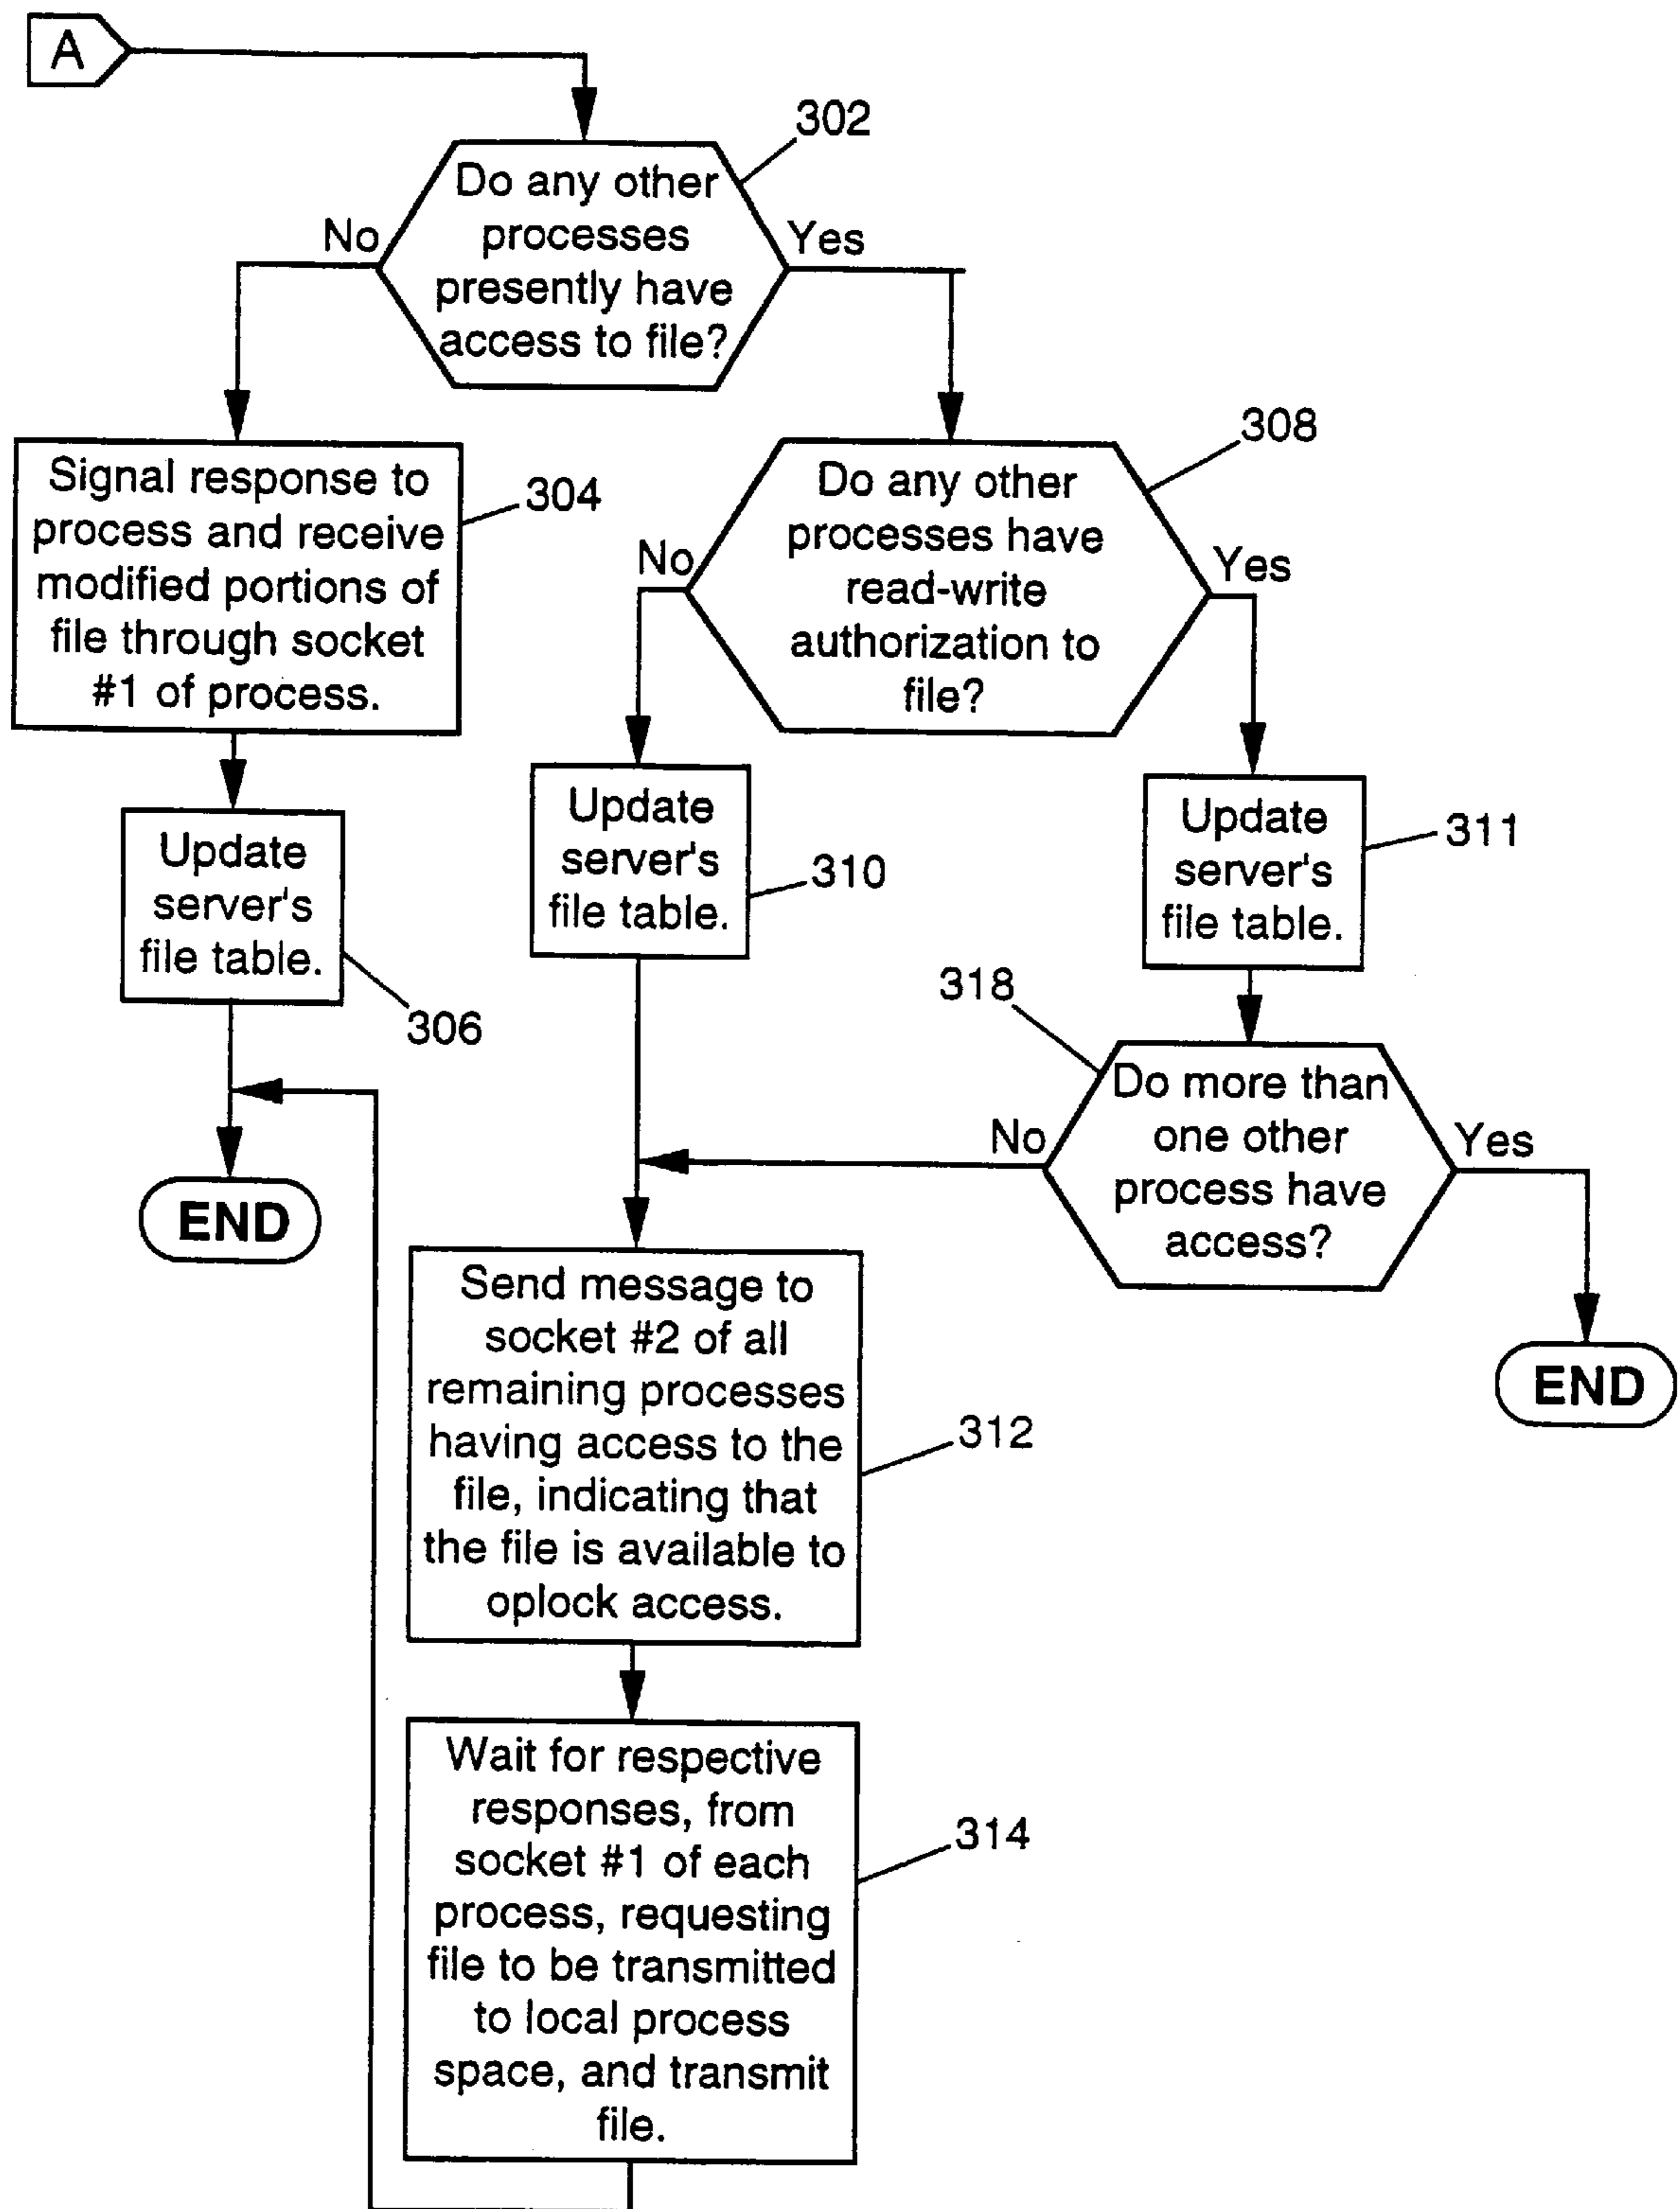 A
302
Do any other
processes
presently have
access to file?
No
Yes
304
Signal response to
process and receive
modified portions of
file through socket
#1 of process.
308
Do any other
processes have
read-write
authorization to
file?
No
Yes
Update
server's
file table.
306
END
Update
server's
file table.
310
Update
server's
file table.
311
318
Do more than
one other
process have
access?
No
Yes
END
Send message to
socket #2 of all
remaining processes
having access to the
file, indicating that
the file is available to
oplock access.
312
Wait for respective
responses, from
socket #1 of each
process, requesting
file to be transmitted
to local process
space, and transmit
file.
314